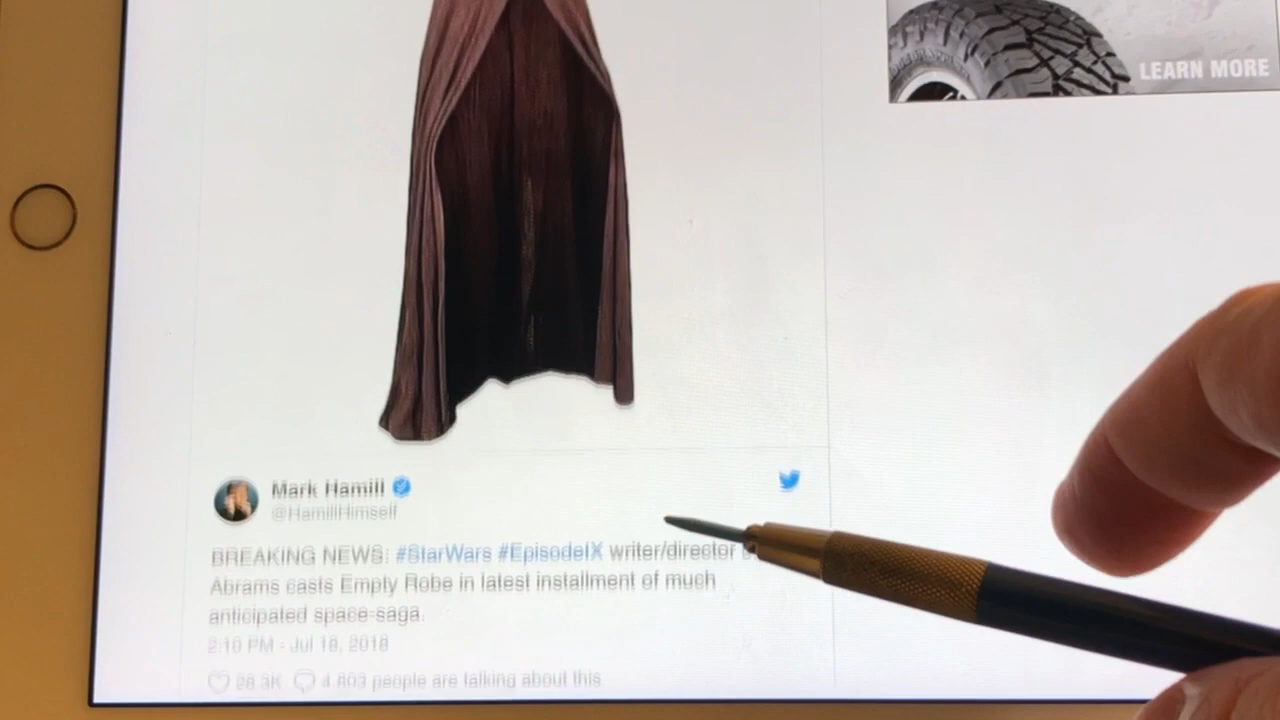 LEARN MORE
Mark Hamill
@HamillHimself
BREAKING NEWS: #StarWars #EpisodeIX writer/director
Abrams casts Empty Robe in latest installment of much
anticipated space-saga.
2:10 PM - Jul 18, 2018
28.3K 4,803 people are talking about this